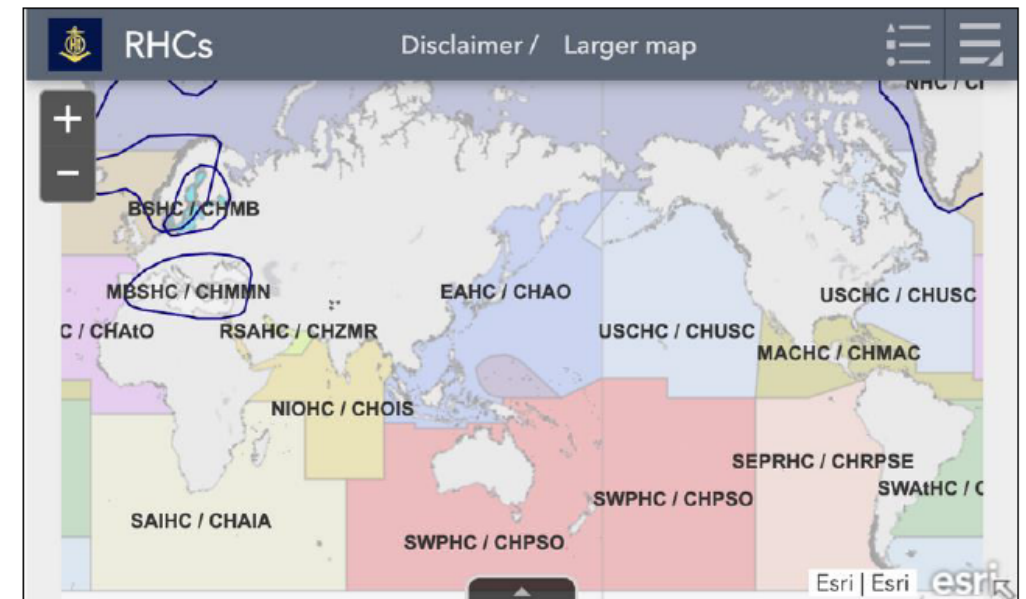 RHCs
Disclaimer / Larger map
+
NHC / CI
−
BSHC / CHMB
MBSHC / CHMMN
EAHC / CHAO
USCHC / CHUSC
C / CHAtO
RSAHC / CHZMR
USCHC / CHUSC
MACHC / CHMAC
NIOHC / CHOIS
SEPRHC / CHRPSE
SWAtHC / C
SWPHC / CHPSO
SAIHC / CHAIA
SWPHC / CHPSO
Esri | Esri
esri